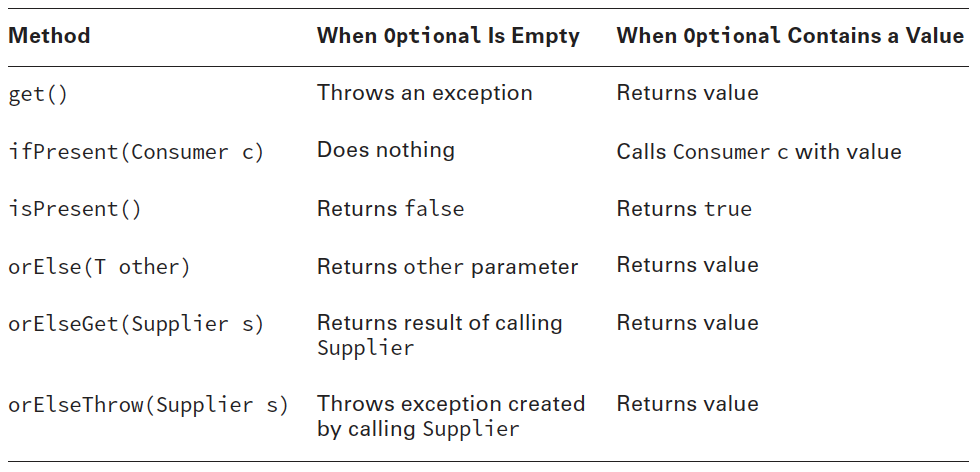 Method When Optional Is Empty When Optional Contains a Value
get() Throws an exception Returns value
ifPresent(Consumer c) Does nothing Calls Consumer c with value
isPresent() Returns false Returns true
orElse(T other) Returns other parameter Returns value
orElseGet(Supplier s) Returns result of calling Returns value
Supplier
orElseThrow(Supplier s) Throws exception created Returns value
by calling Supplier